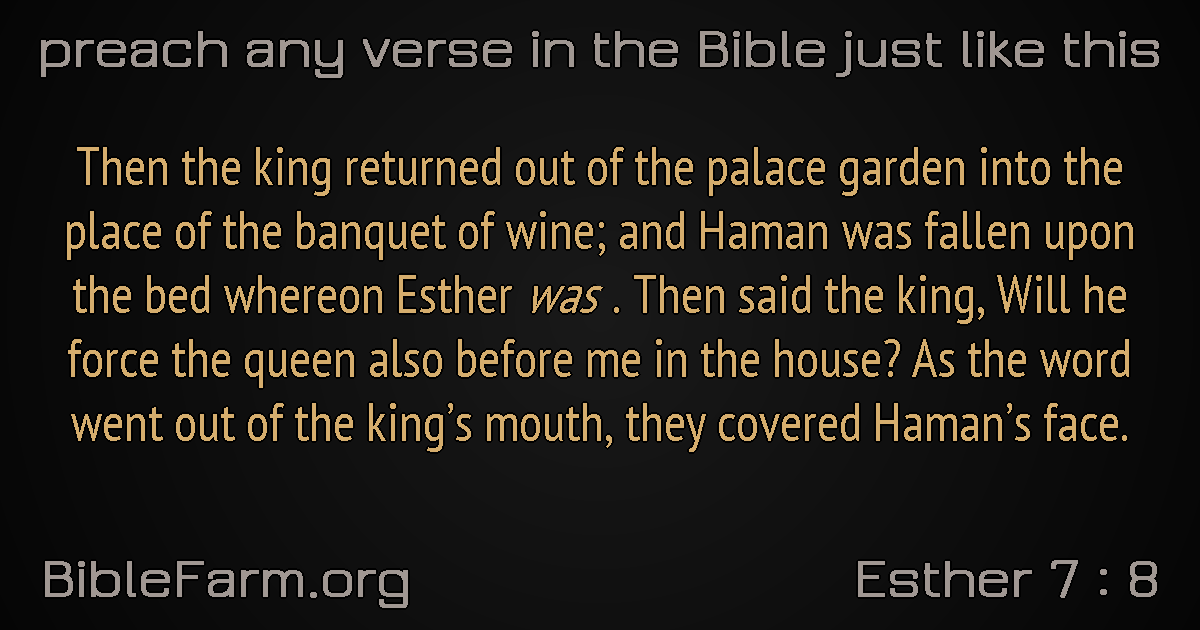 preach any verse in the Bible just like this
Then the king returned out of the palace garden into the
place of the banquet of wine; and Haman was fallen upon
the bed whereon Esther was . Then said the king, Will he
force the queen also before me in the house? As the word
went out of the king’s mouth, they covered Haman’s face.
BibleFarm.org
Esther 7 : 8